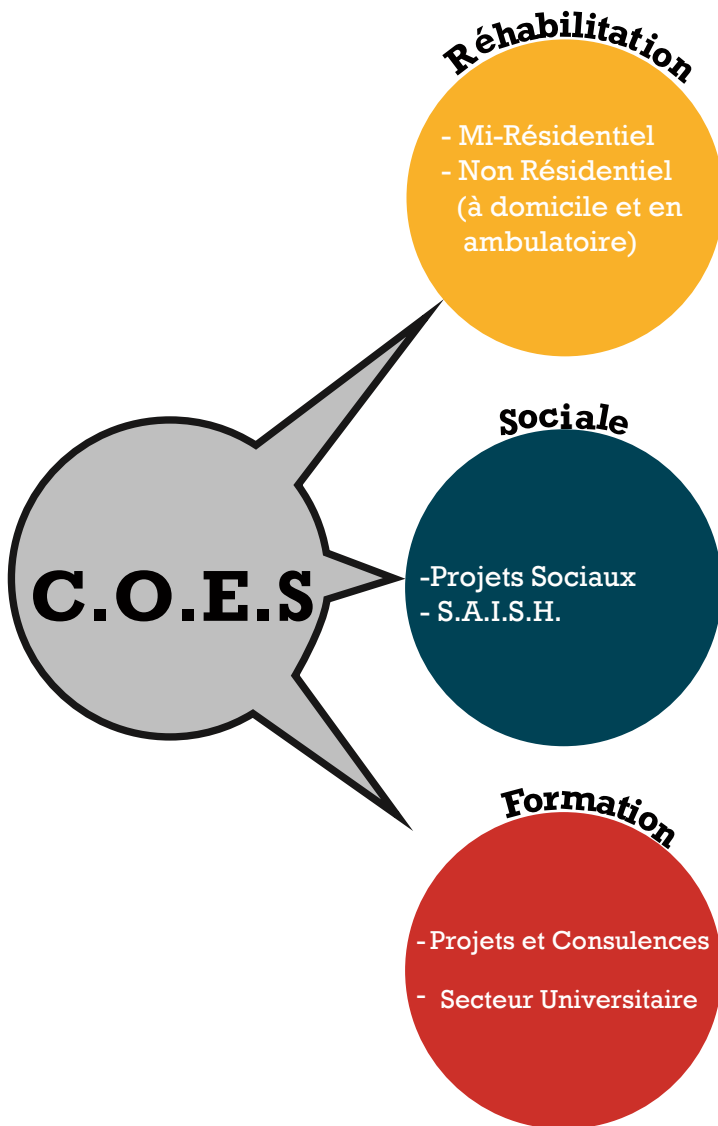 Réhabilitation
- Mi-Résidentiel
- Non Résidentiel
(à domicile et en
ambulatoire)
Sociale
C.O.E.S
-Projets Sociaux
- S.A.I.S.H.
Formation
- Projets et Consulences
- Secteur Universitaire